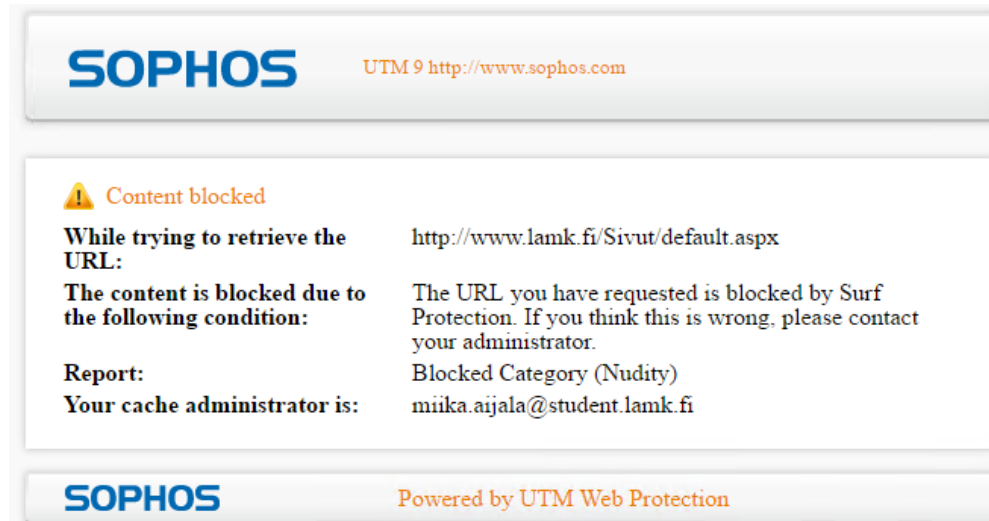 SOPHOS UTM 9 http://www.sophos.com
Content blocked
While trying to retrieve the URL: http://www.lamk.fi/Sivut/default.aspx
The content is blocked due to the following condition: The URL you have requested is blocked by Surf Protection. If you think this is wrong, please contact your administrator.
Report: Blocked Category (Nudity)
Your cache administrator is: miika.aijala@student.lamk.fi
SOPHOS Powered by UTM Web Protection